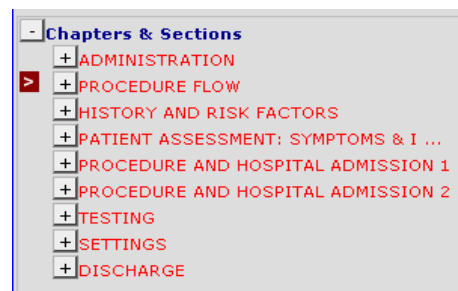 - Chapters & Sections
+ ADMINISTRATION
> + PROCEDURE FLOW
+ HISTORY AND RISK FACTORS
+ PATIENT ASSESSMENT: SYMPTOMS & I ...
+ PROCEDURE AND HOSPITAL ADMISSION 1
+ PROCEDURE AND HOSPITAL ADMISSION 2
+ TESTING
+ SETTINGS
+ DISCHARGE